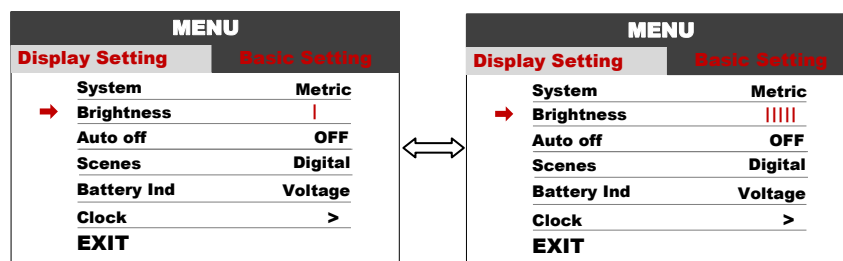 MENU
Display Setting Basic Setting
System Metric
Brightness |
Auto off OFF
Scenes Digital
Battery Ind Voltage
Clock >
EXIT
MENU
Display Setting Basic Setting
System Metric
Brightness |||||
Auto off OFF
Scenes Digital
Battery Ind Voltage
Clock >
EXIT